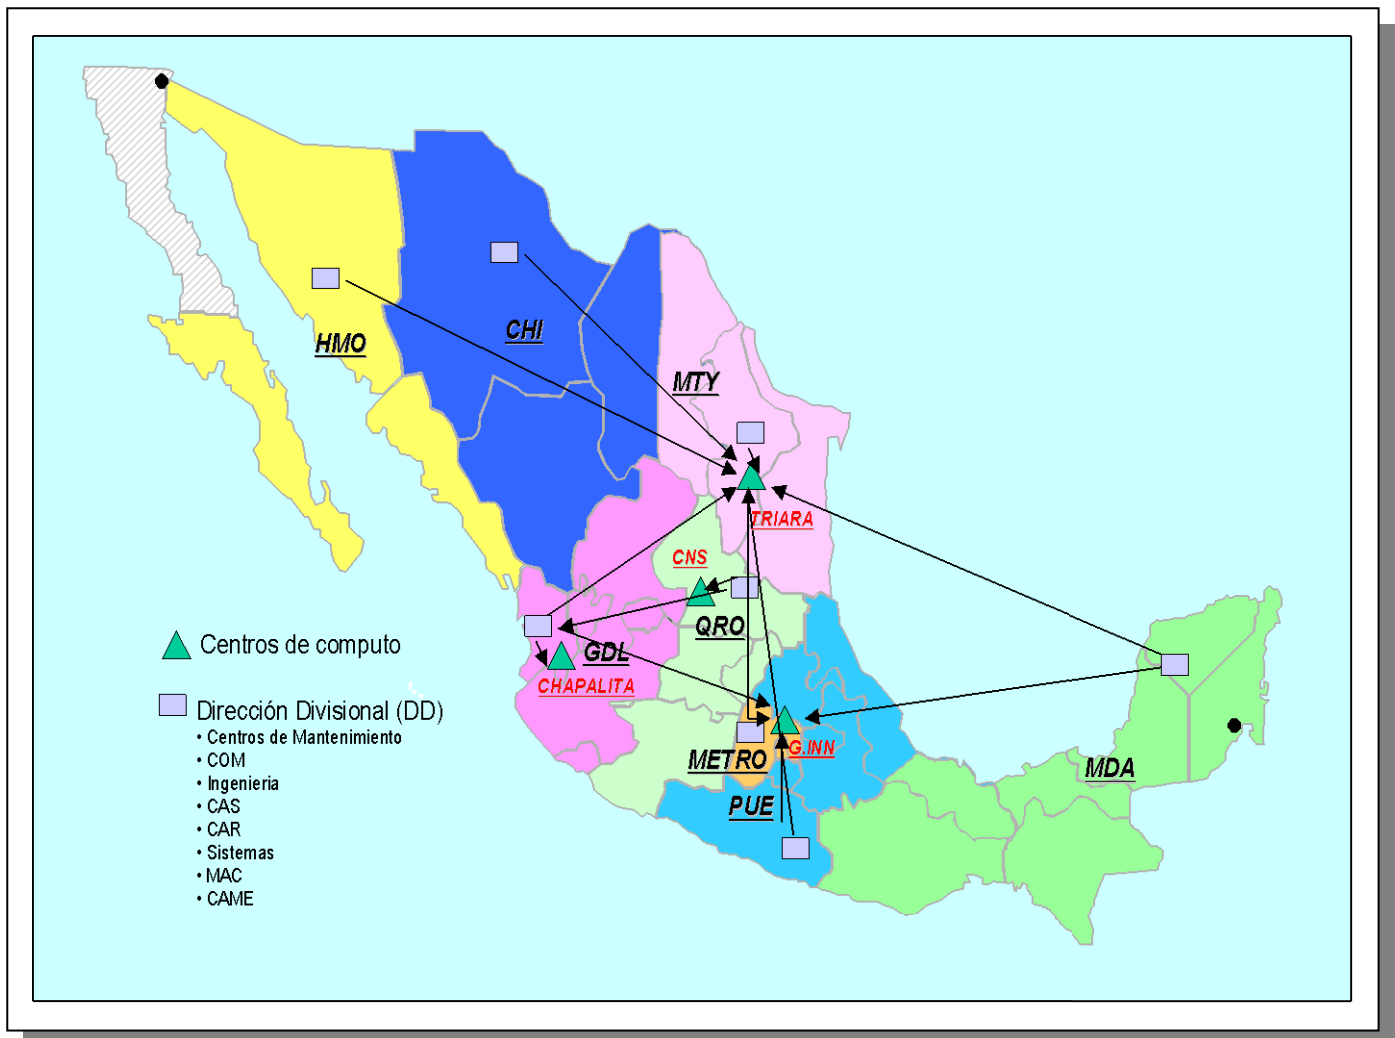 HMO
CHI
MTY
TRIARA
CNS
QRO
GDL
CHAPALITA
METRO
G.INN
PUE
MDA
Centros de computo
Dirección Divisional (DD)
• Centros de Mantenimiento
• COM
• Ingenieria
• CAS
• CAR
• Sistemas
• MAC
• CAME